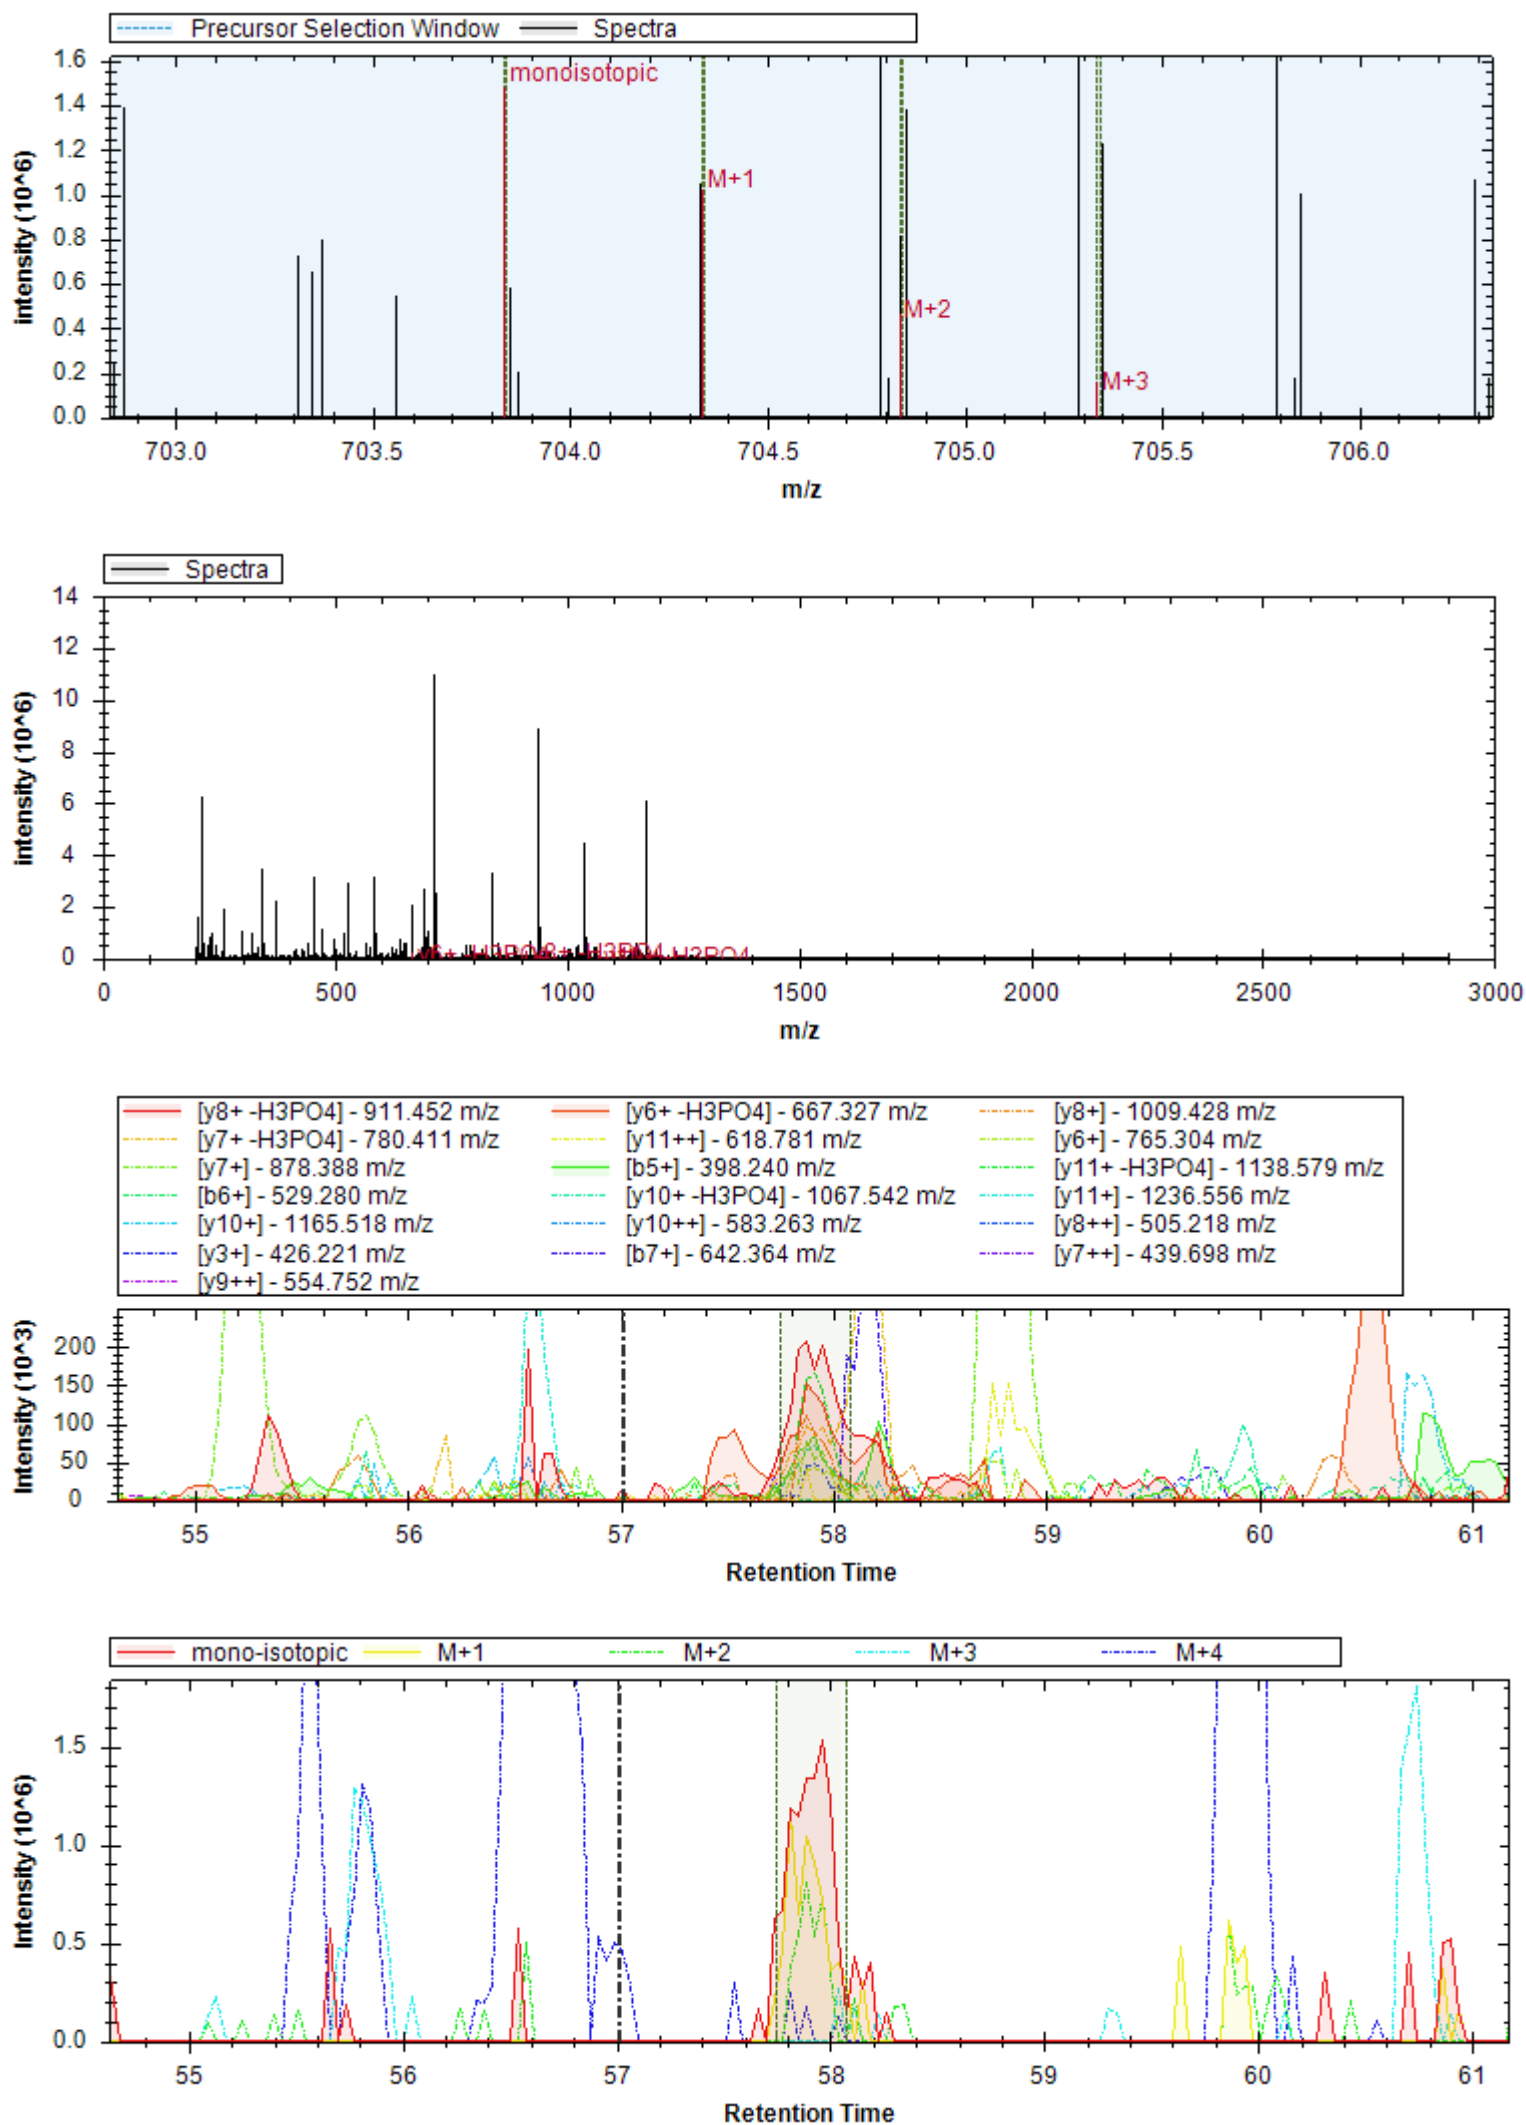 Precursor Selection Window Spectra
1.6
1.4
1.2
1.0
0.8
0.6
0.4
0.2
0.0
intensity (10^6)
monoisotopic
M+1
M+2
M+3
703.0 703.5 704.0 704.5 705.0 705.5 706.0
m/z
Spectra
14
12
10
8
6
4
2
0
intensity (10^6)
0 500 1000 1500 2000 2500 3000
m/z
[y8+ -H3PO4] - 911.452 m/z [y6+ -H3PO4] - 667.327 m/z [y8+] - 1009.428 m/z
[y7+ -H3PO4] - 780.411 m/z [y11++] - 618.781 m/z [y6+] - 765.304 m/z
[y7+] - 878.388 m/z [b5+] - 398.240 m/z [y11+ -H3PO4] - 1138.579 m/z
[b6+] - 529.280 m/z [y10+ -H3PO4] - 1067.542 m/z [y11+] - 1236.556 m/z
[y10+] - 1165.518 m/z [y10++] - 583.263 m/z [y8++] - 505.218 m/z
[y3+] - 426.221 m/z [b7+] - 642.364 m/z [y7++] - 439.698 m/z
[y9++] - 554.752 m/z
200
150
100
50
0
Intensity (10^3)
55 56 57 58 59 60 61
Retention Time
mono-isotopic M+1 M+2 M+3 M+4
1.5
1.0
0.5
0.0
Intensity (10^6)
55 56 57 58 59 60 61
Retention Time